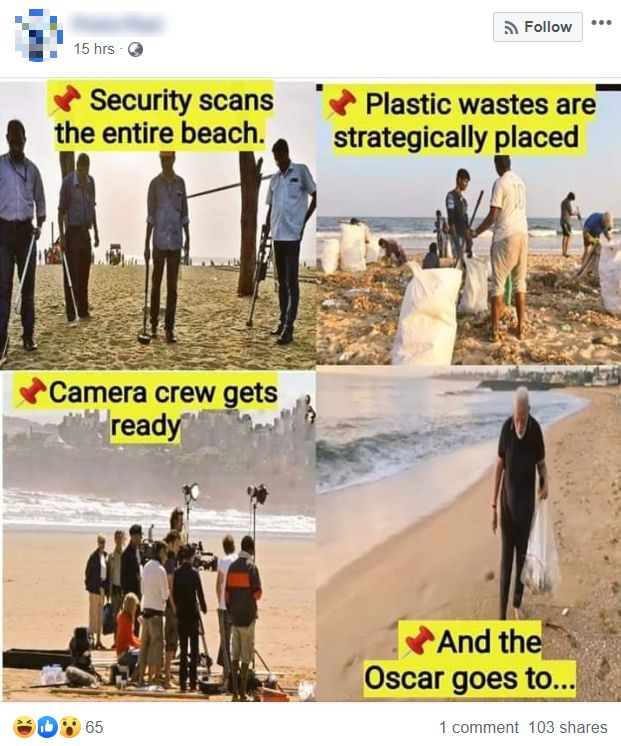 15 hrs ·
Follow
Security scans
the entire beach.
Plastic wastes are
strategically placed
Camera crew gets
ready
And the
Oscar goes to...
65
1 comment 103 shares